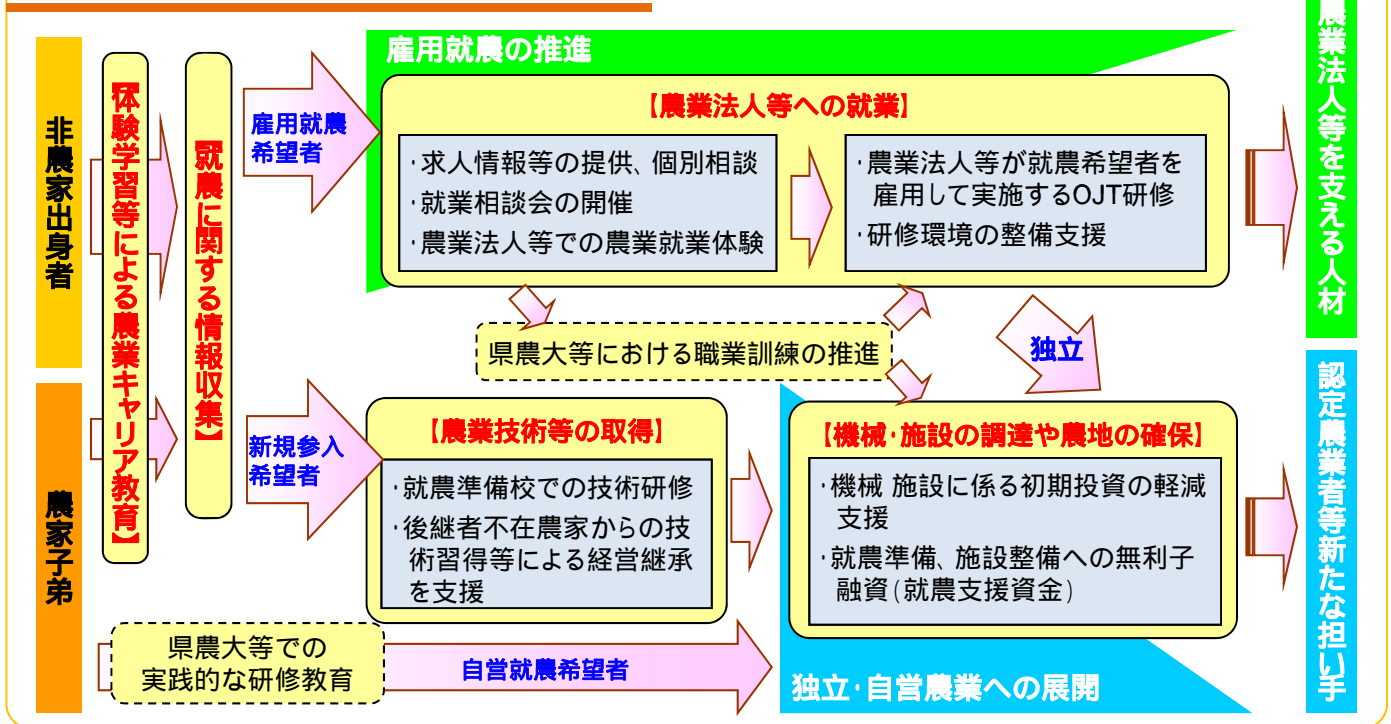 非農家出身者
農家子弟
【体験学習等による農業キャリア教育】
【就農に関する情報収集】
雇用就農
希望者
雇用就農の推進
【農業法人等への就業】
・求人情報等の提供、個別相談
・就業相談会の開催
・農業法人等での農業就業体験
・農業法人等が就農希望者を
雇用して実施するOJT研修
・研修環境の整備支援
農業法人等を支える人材
県農大等における職業訓練の推進
独立
新規参入
希望者
【農業技術等の取得】
・就農準備校での技術研修
・後継者不在農家からの技
術習得等による経営継承
を支援
【機械・施設の調達や農地の確保】
・機械 施設に係る初期投資の軽減
支援
・就農準備、施設整備への無利子
融資(就農支援資金)
認定農業者等新たな担い手
県農大等での
実践的な研修教育
自営就農希望者
独立・自営農業への展開